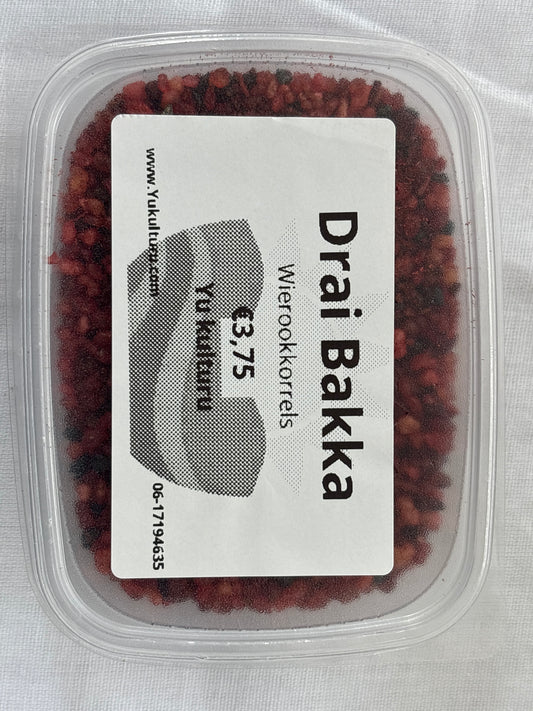 Drai Bakka
Wierookkorrels
€3,75
Yu kulturu
www.Yukulturu.com
06-17194635